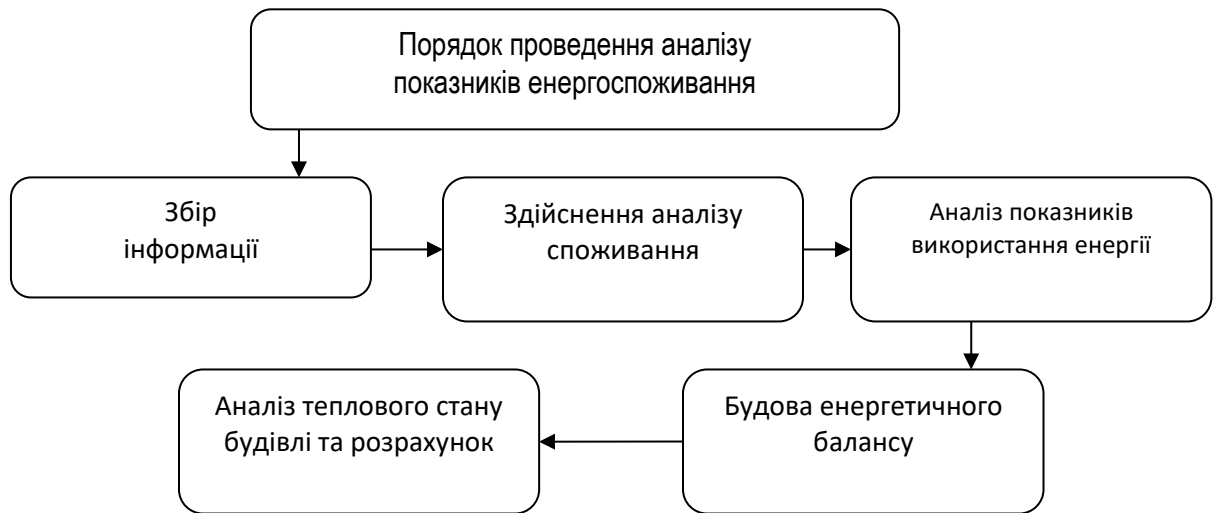 Порядок проведення аналізу
показників енергоспоживання
Збір
інформації
Здійснення аналізу
споживання
Аналіз показників
використання енергії
Будова енергетичного
балансу
Аналіз теплового стану
будівлі та розрахунок